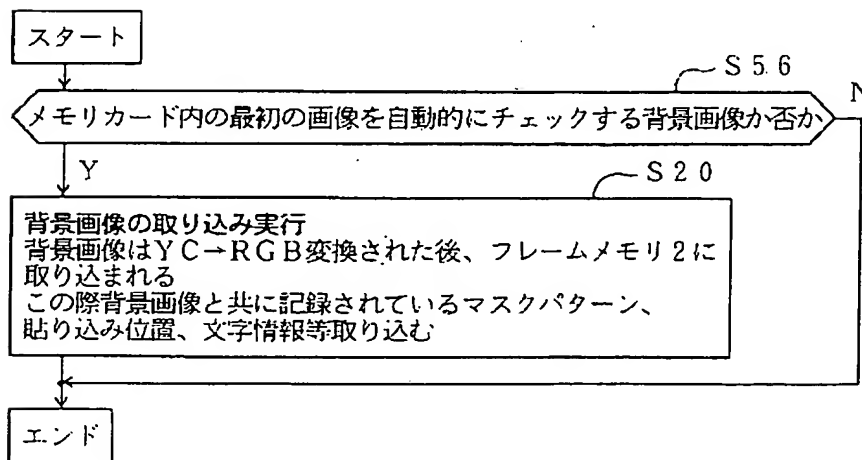 スタート
S56
メモリカード内の最初の画像を自動的にチェックする背景画像か否か
N
Y
S20
背景画像の取り込み実行
背景画像はYC→RGB変換された後、フレームメモリ2に
取り込まれる
この際背景画像と共に記録されているマスクパターン、
貼り込み位置、文字情報等取り込む
エンド